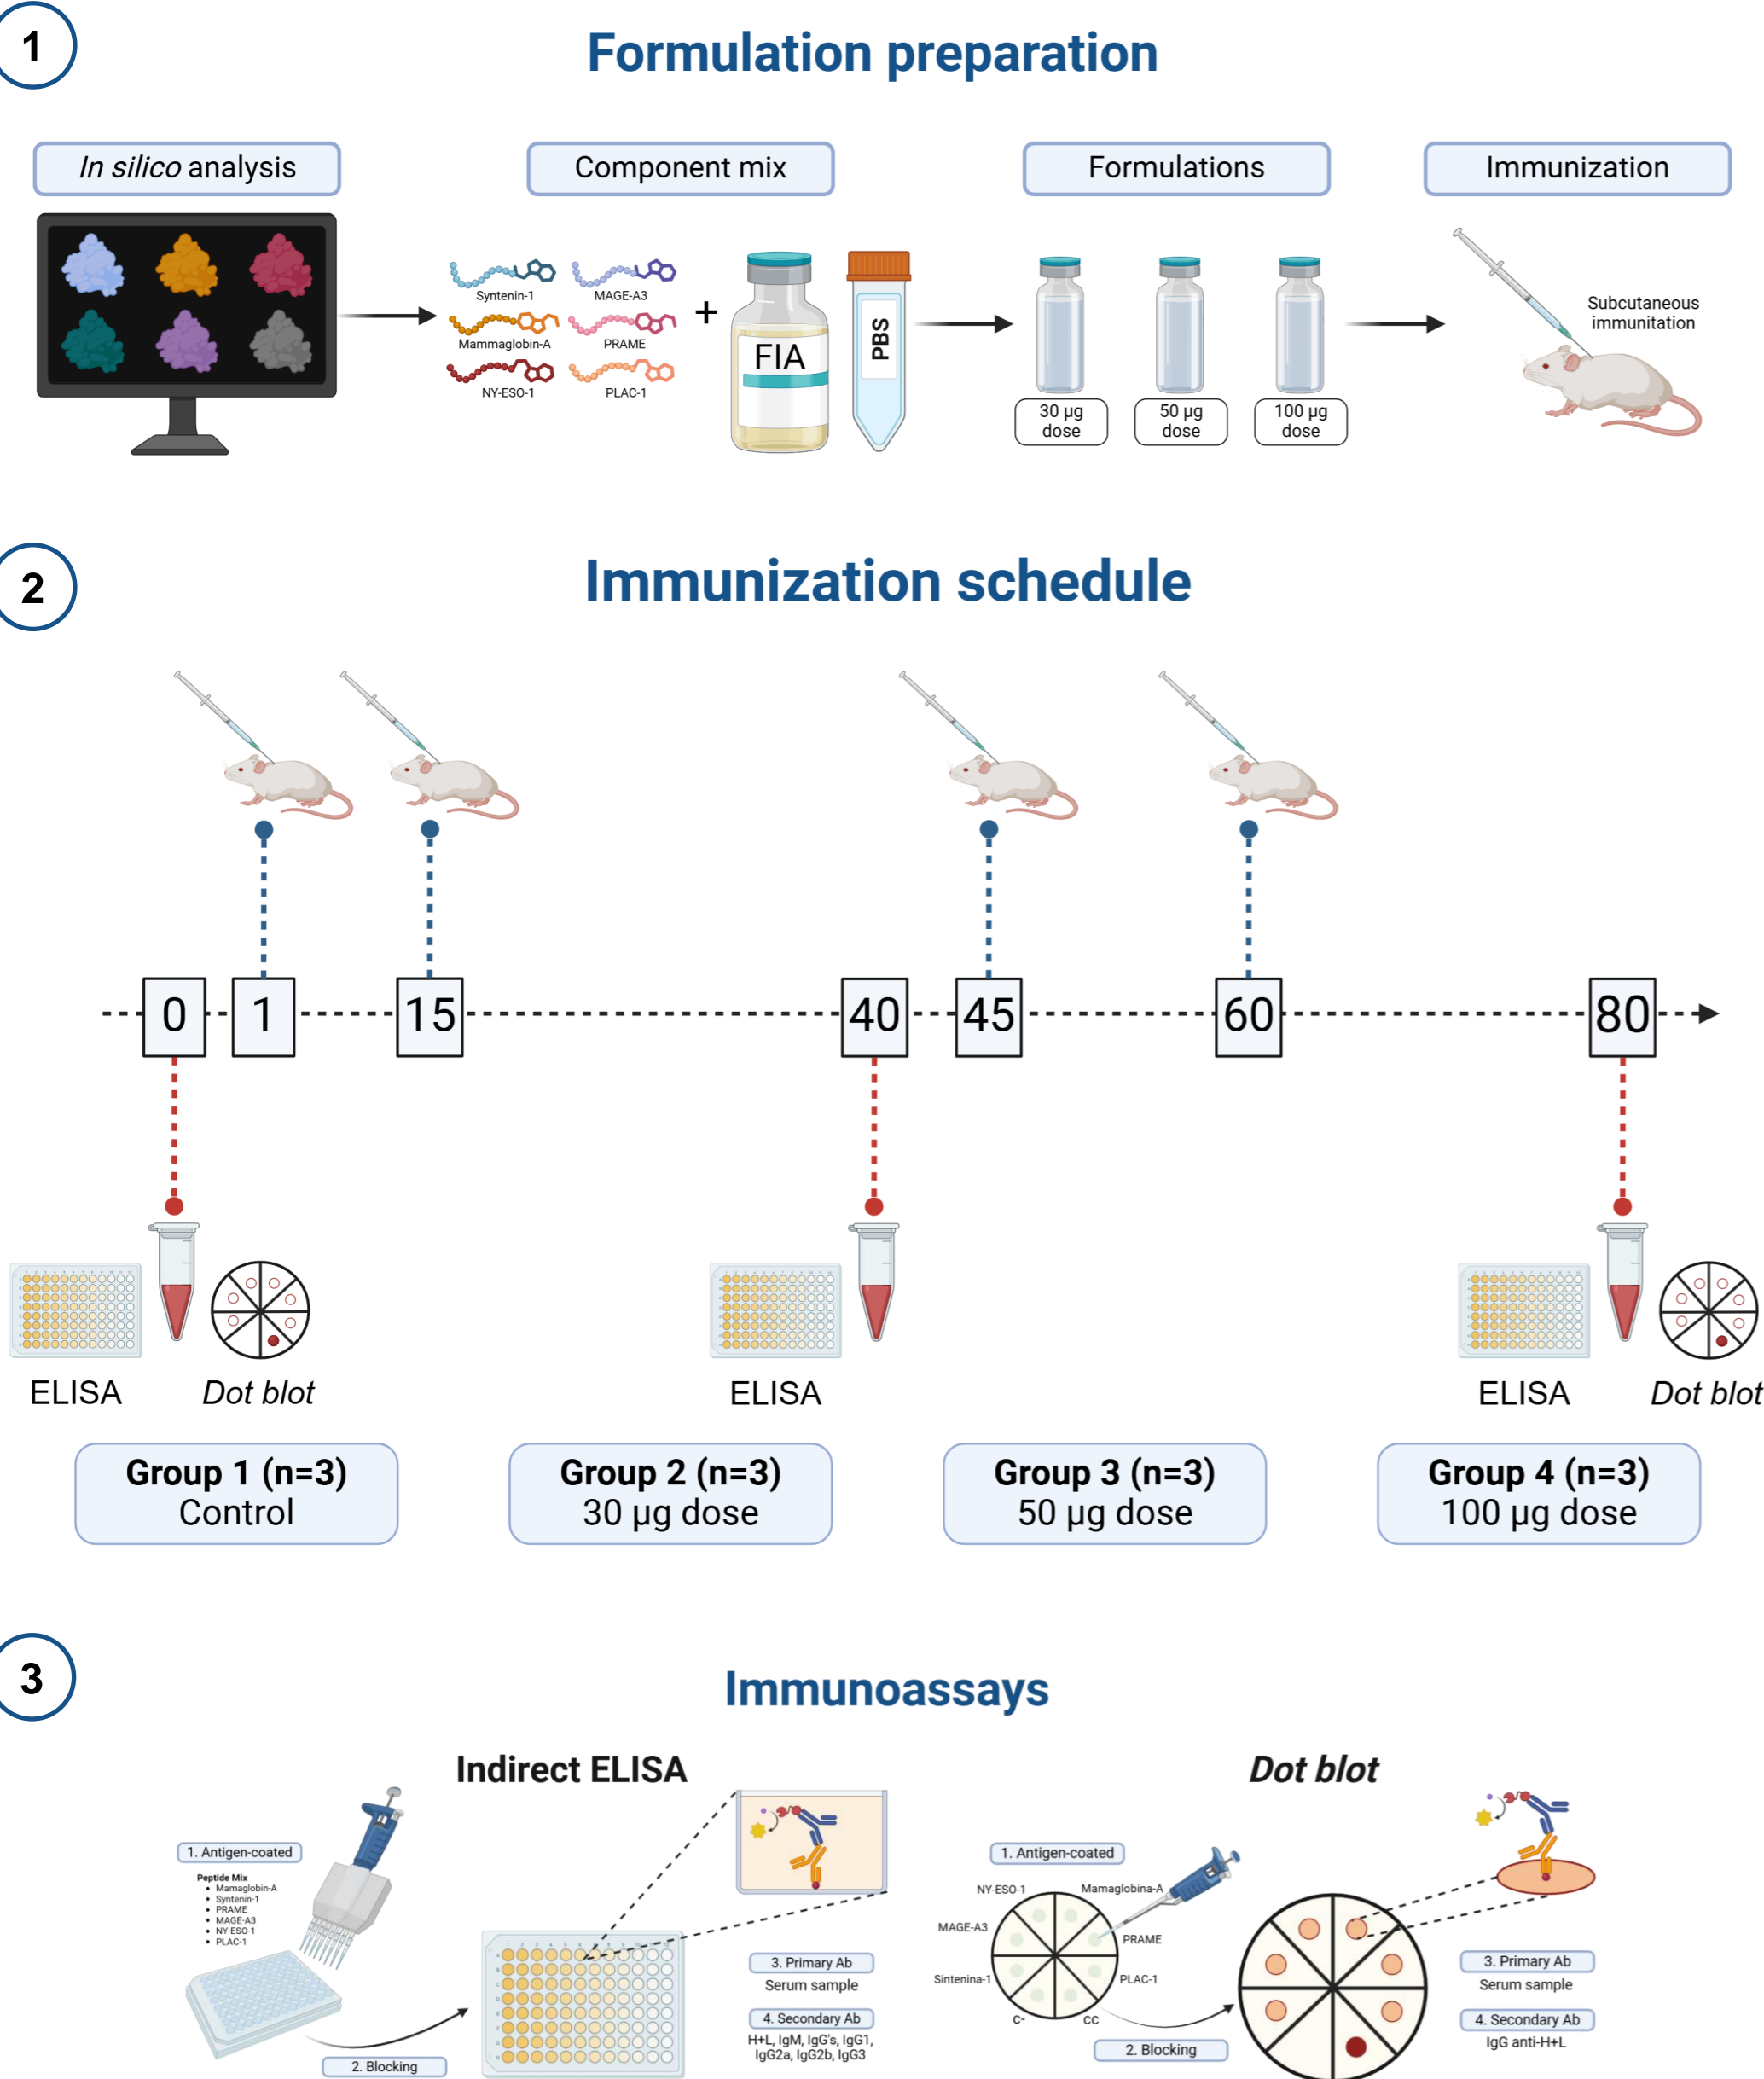 1
Formulation preparation
In silico analysis
Component mix
Formulations
Immunization
Syntenin-1
MAGE-A3
Mammaglobin-A
PRAME
NY-ESO-1
PLAC-1
+
FIA
PBS
30 µg
dose
50 µg
dose
100 µg
dose
Subcutaneous
immunitation
2
Immunization schedule
0
1
15
40
45
60
80
ELISA
Dot blot
ELISA
ELISA
Dot blot
Group 1 (n=3)
Control
Group 2 (n=3)
30 µg dose
Group 3 (n=3)
50 µg dose
Group 4 (n=3)
100 µg dose
3
Immunoassays
Indirect ELISA
1. Antigen-coated
Peptide Mix
• Mamaglobin-A
• Syntenin-1
• PRAME
• MAGE-A3
• NY-ESO-1
• PLAC-1
2. Blocking
3. Primary Ab
Serum sample
4. Secondary Ab
H+L, IgM, IgG's, IgG1,
IgG2a, IgG2b, IgG3
Dot blot
1. Antigen-coated
NY-ESO-1
Mamaglobina-A
MAGE-A3
PRAME
Sintenina-1
PLAC-1
C-
CC
2. Blocking
3. Primary Ab
Serum sample
4. Secondary Ab
IgG anti-H+L